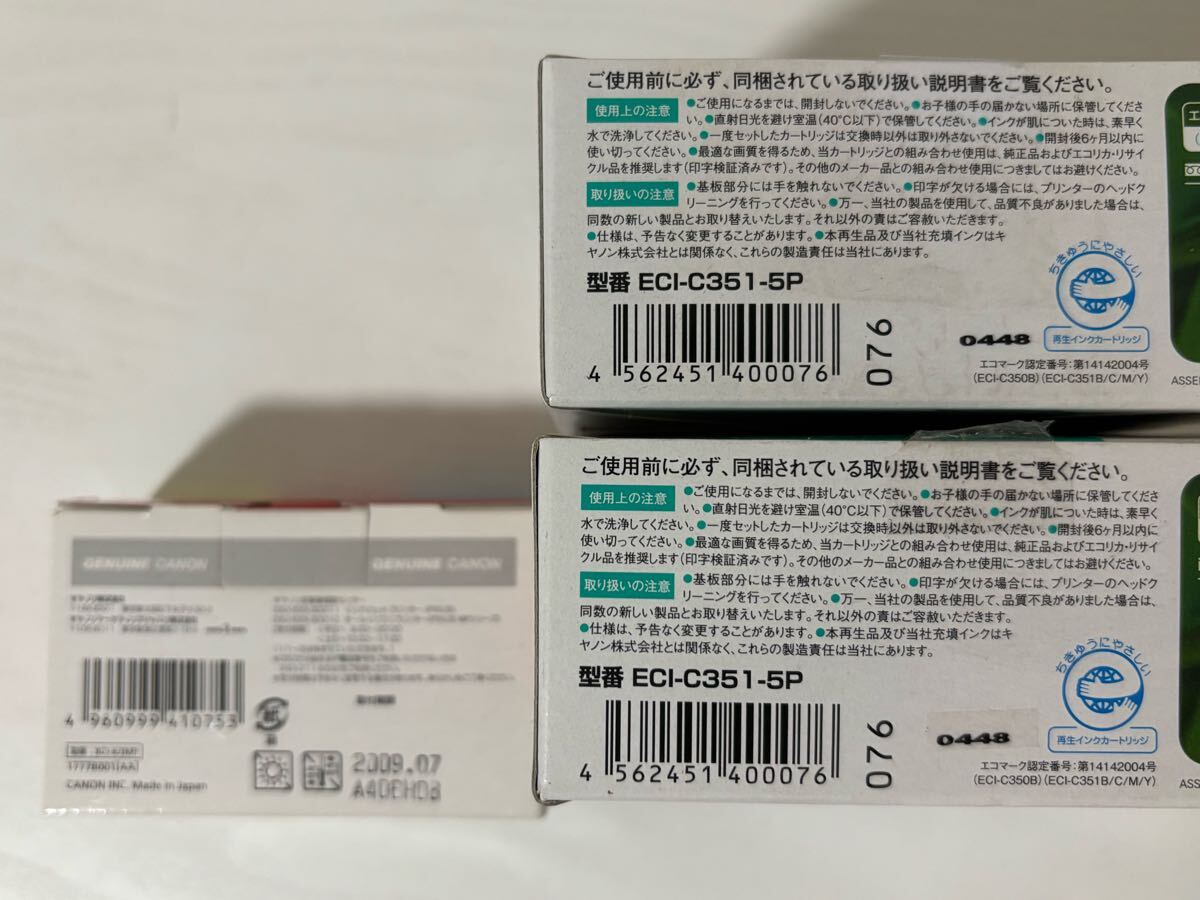 ご使用前に必ず、同梱されている取り扱い説明書をご覧ください。
使用上の注意 ●ご使用になるまでは、開封しないでください。●お子様の手の届かない場所に保管してくださ
い。●直射日光を避け室温(40°C以下)で保管してください。●インクが肌についた時は、素早く
水で洗浄してください。●一度セットしたカートリッジは交換時以外は取り外さないでください。●開封後6ヶ月以内に
使い切ってください。●最適な画質を得るため、当カートリッジとの組み合わせ使用は、純正品およびエコリカ・リサイ
クル品を推奨します(印字検証済みです)。その他のメーカー品との組み合わせ使用につきましてはお避けください。
取り扱いの注意 ●基板部分には手を触れないでください。●印字が欠ける場合には、プリンターのヘッドク
リーニングを行ってください。●万一、当社の製品を使用して、品質不良がありました場合は、
同数の新しい製品とお取り替えいたします。それ以外の責はご容赦いただきます。
●仕様は、予告なく変更することがあります。●本再生品及び当社充填インクはキ
ヤノン株式会社とは関係なく、これらの製造責任は当社にあります。
型番 ECI-C351-5P
4 562451 400076
076
0448
ちきゅうにやさしい
再生インクカートリッジ
エコマーク認定番号:第14142004号
(ECI-C350B)(ECI-C351B/C/M/Y)
ASSE
ご使用前に必ず、同梱されている取り扱い説明書をご覧ください。
使用上の注意 ●ご使用になるまでは、開封しないでください。●お子様の手の届かない場所に保管してくださ
い。●直射日光を避け室温(40°C以下)で保管してください。●インクが肌についた時は、素早く
水で洗浄してください。●一度セットしたカートリッジは交換時以外は取り外さないでください。●開封後6ヶ月以内に
使い切ってください。●最適な画質を得るため、当カートリッジとの組み合わせ使用は、純正品およびエコリカ・リサイ
クル品を推奨します(印字検証済みです)。その他のメーカー品との組み合わせ使用につきましてはお避けください。
取り扱いの注意 ●基板部分には手を触れないでください。●印字が欠ける場合には、プリンターのヘッドク
リーニングを行ってください。●万一、当社の製品を使用して、品質不良がありました場合は、
同数の新しい製品とお取り替えいたします。それ以外の責はご容赦いただきます。
●仕様は、予告なく変更することがあります。●本再生品及び当社充填インクはキ
ヤノン株式会社とは関係なく、これらの製造責任は当社にあります。
型番 ECI-C351-5P
4 562451 400076
076
0448
ちきゅうにやさしい
再生インクカートリッジ
エコマーク認定番号:第14142004号
(ECI-C350B)(ECI-C351B/C/M/Y)
ASS
GENUINE CANON GENUINE CANON
キヤノン株式会社
キヤノンマーケティングジャパン株式会社
4 960999 410753
1777B001[AA]
CANON INC. Made in Japan
2009.07